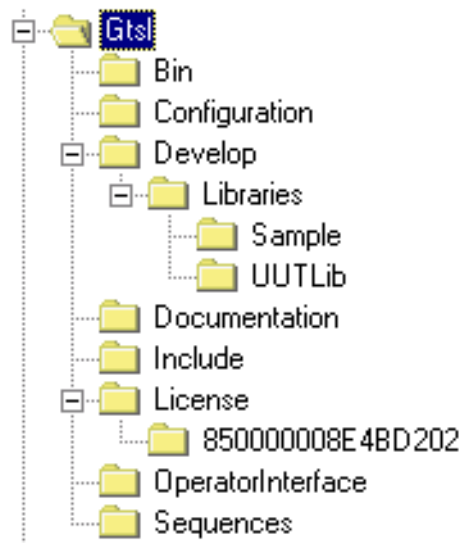 Gtsl
Bin
Configuration
Develop
Libraries
Sample
UUTLib
Documentation
Include
License
850000008E4BD202
OperatorInterface
Sequences